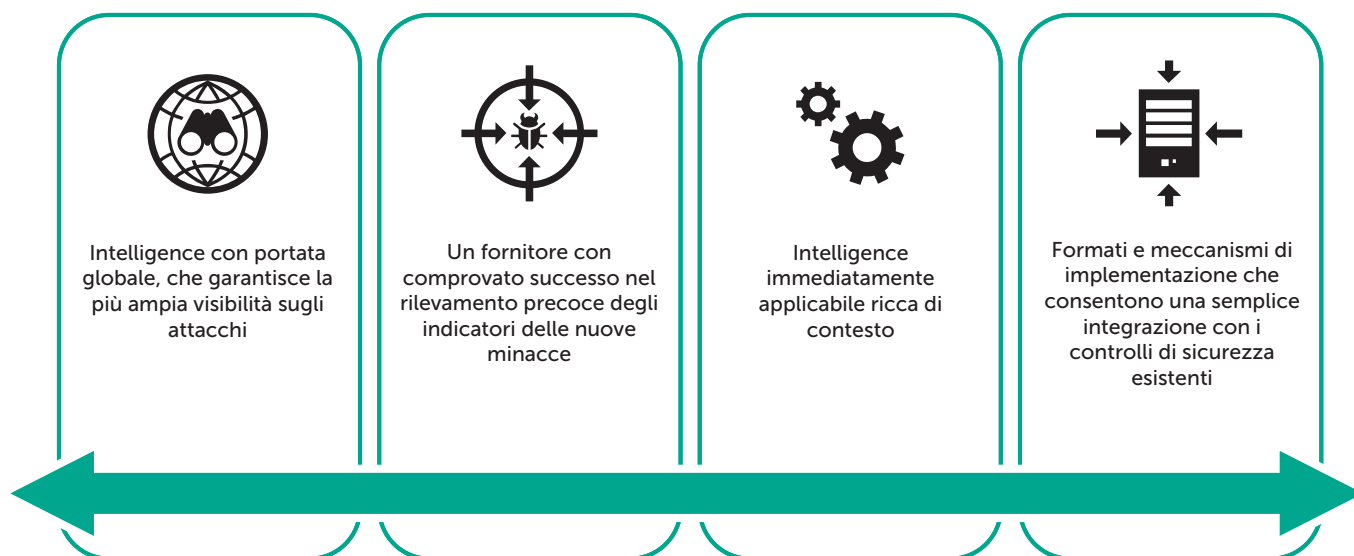 Intelligence con portata
globale, che garantisce la
più ampia visibilità sugli
attacchi
Un fornitore con
comprovato successo nel
rilevamento precoce degli
indicatori delle nuove
minacce
Intelligence
immediatamente
applicabile ricca di
contesto
Formati e meccanismi di
implementazione che
consentono una semplice
integrazione con i
controlli di sicurezza
esistenti